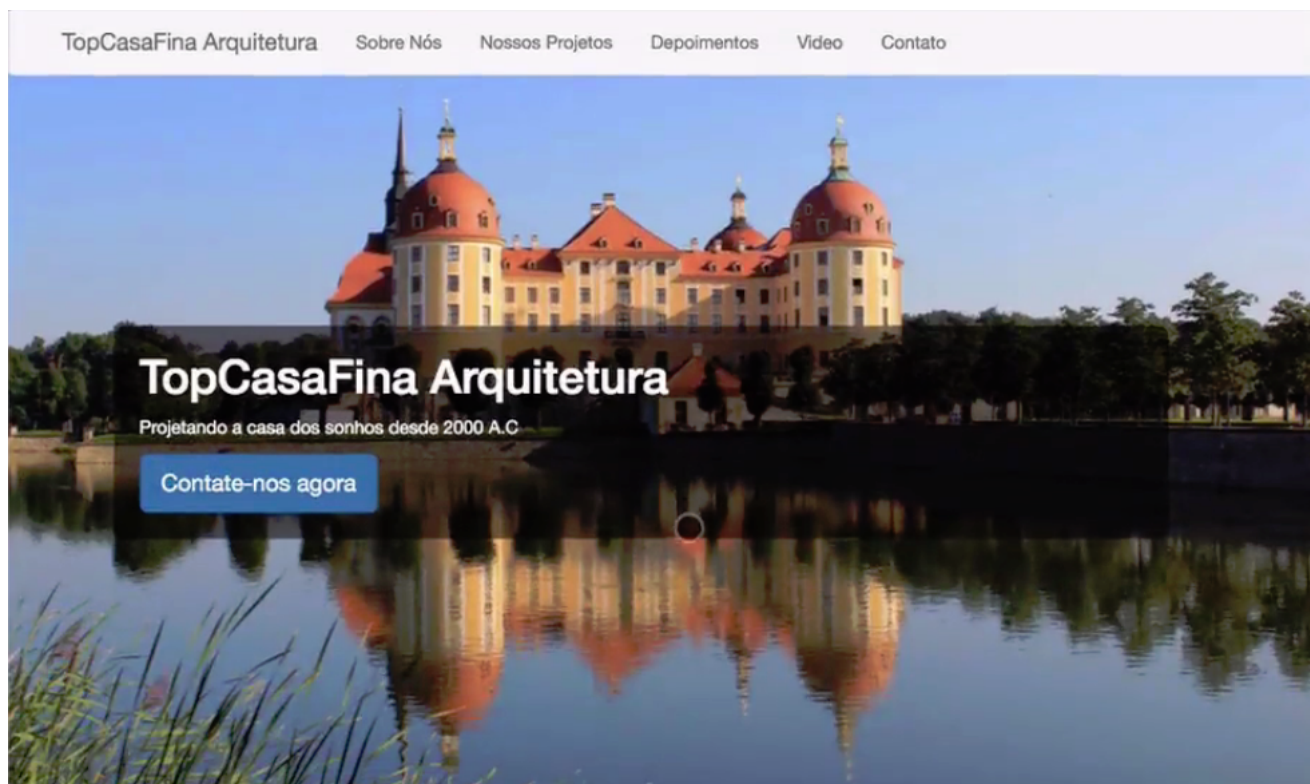 TopCasaFina Arquitetura Sobre Nós Nossos Projetos Depoimentos Video Contato
TopCasaFina Arquitetura
Projetando a casa dos sonhos desde 2000 A.C
Contate-nos agora